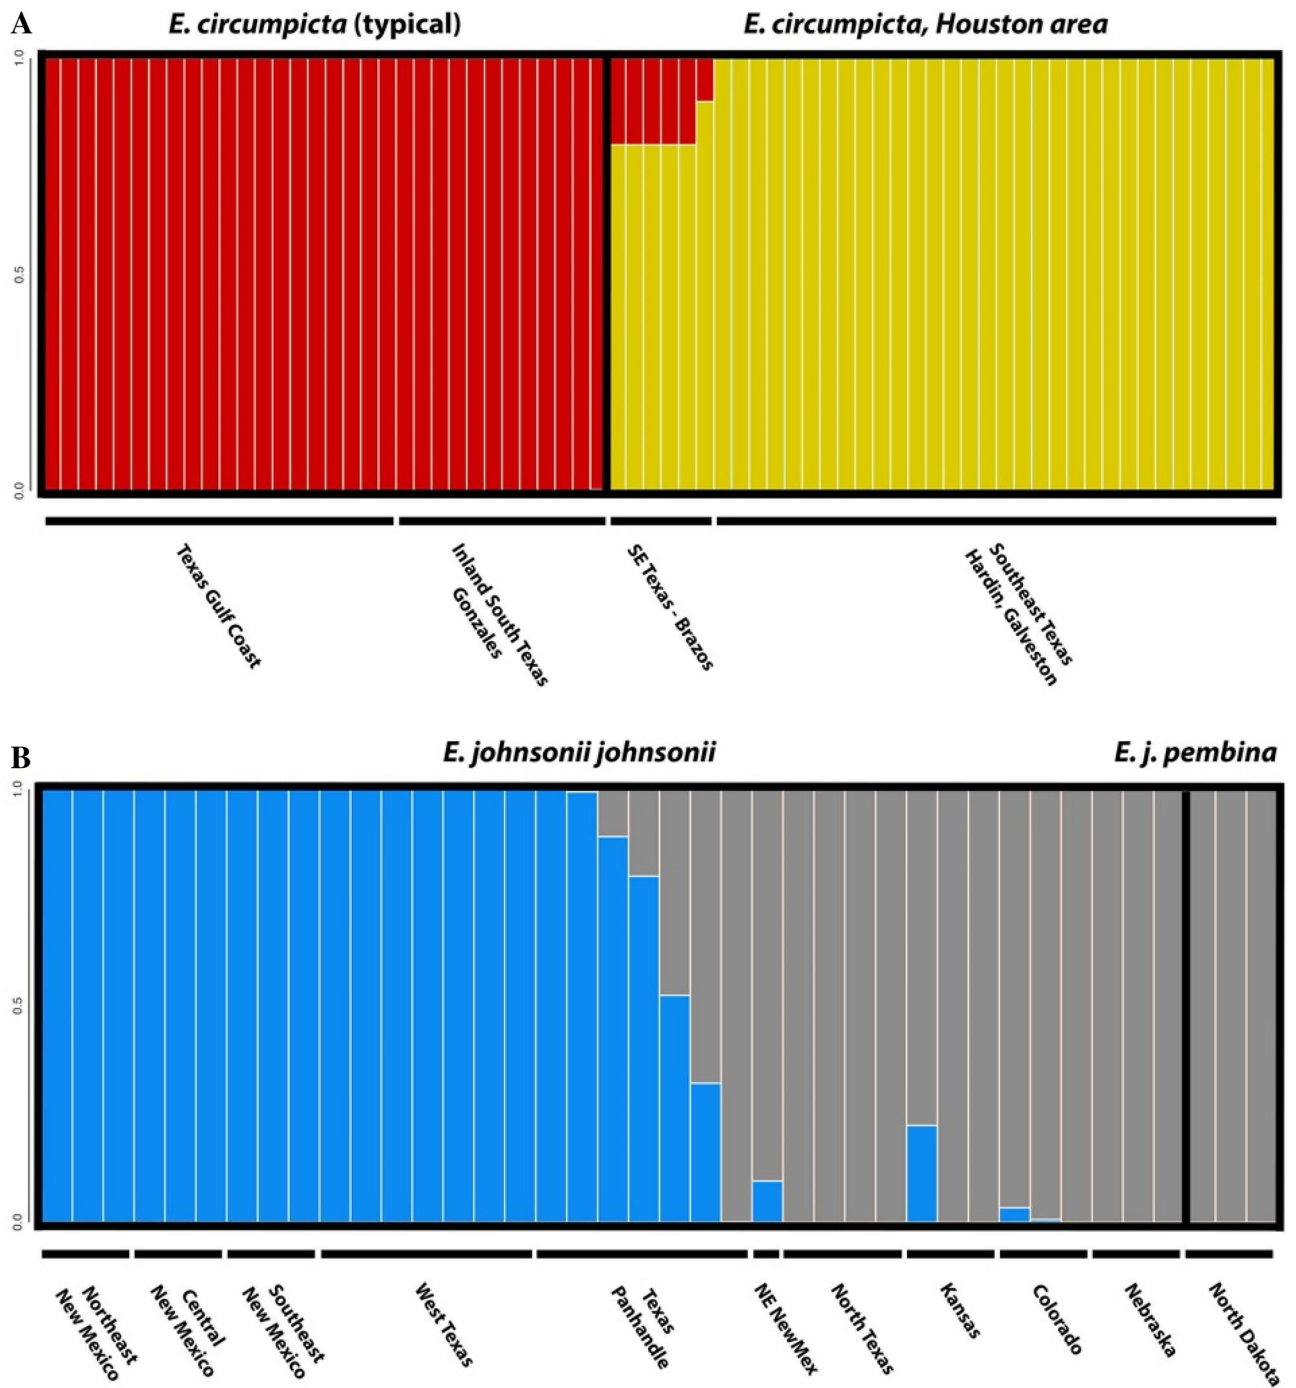 A
E. circumpicta (typical)
E. circumpicta, Houston area
1.0
0.5
0.0
Texas Gulf Coast
Inland South Texas
Gonzales
SE Texas - Brazos
Southeast Texas
Hardin, Galveston
B
E. johnsonii johnsonii
E. j. pembina
1.0
0.5
0.0
Northeast
New Mexico
Central
New Mexico
Southeast
New Mexico
West Texas
Texas
Panhandle
NE NewMex
North Texas
Kansas
Colorado
Nebraska
North Dakota